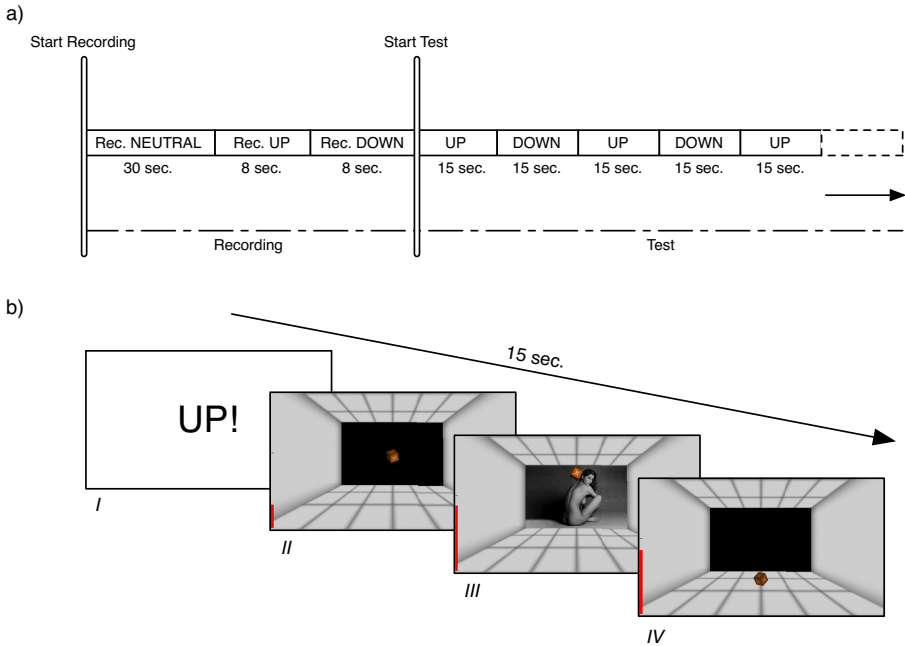 a)
Start Recording
Start Test
Rec. NEUTRAL
Rec. UP
Rec. DOWN
UP
DOWN
UP
DOWN
UP
30 sec.
8 sec.
8 sec.
15 sec.
15 sec.
15 sec.
15 sec.
15 sec.
Recording
Test
b)
15 sec.
UP!
I
II
III
IV